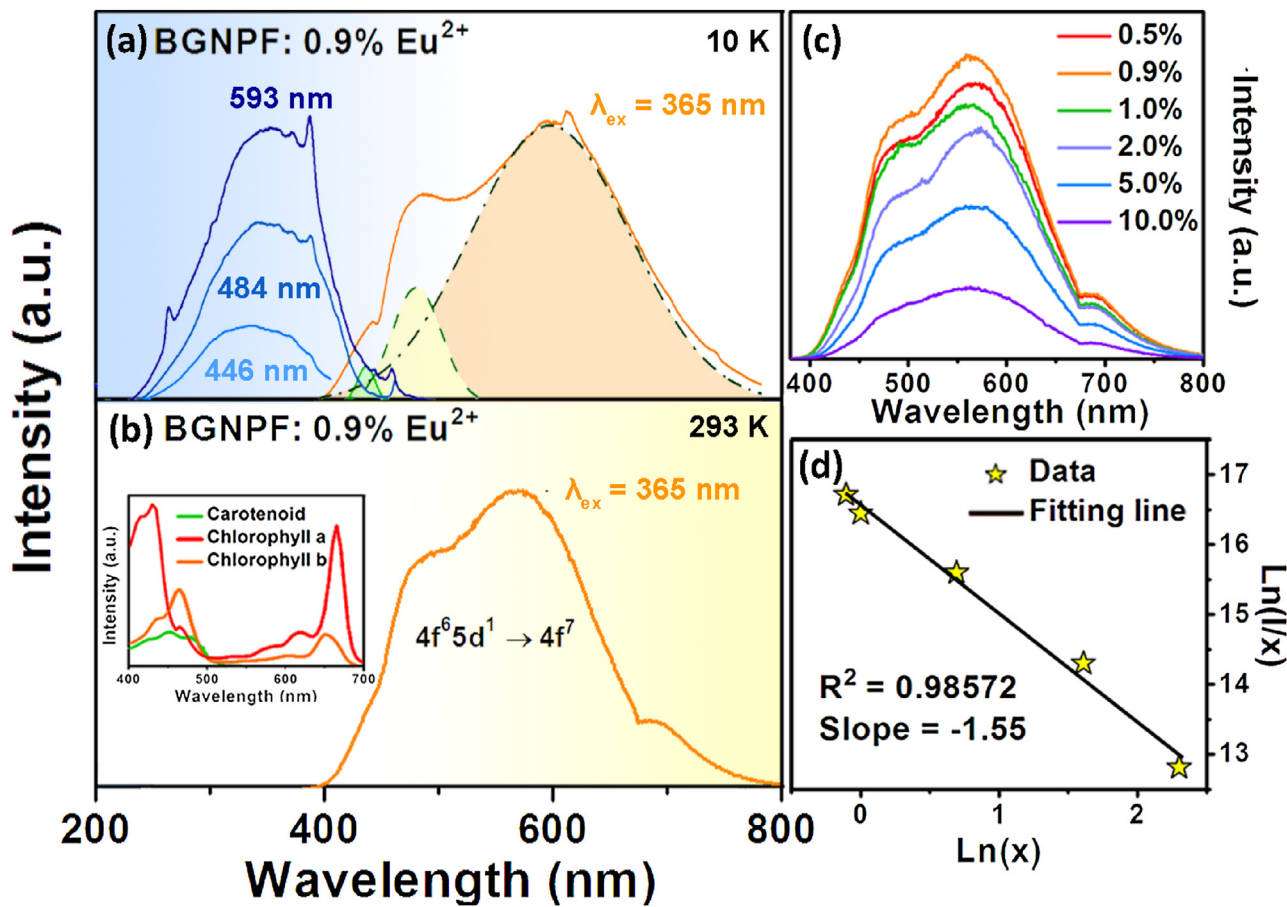 (a) BGNPF: 0.9% Eu²⁺
10 K
593 nm
λex = 365 nm
484 nm
446 nm
(b) BGNPF: 0.9% Eu²⁺
293 K
λex = 365 nm
Carotenoid
Chlorophyll a
Chlorophyll b
Intensity (a.u.)
400 500 600 700
Wavelength (nm)
4f⁶5d¹ → 4f⁷
Intensity (a.u.)
200 400 600 800
Wavelength (nm)
(c)
0.5%
0.9%
1.0%
2.0%
5.0%
10.0%
Intensity (a.u.)
400 500 600 700 800
Wavelength (nm)
(d)
Data
Fitting line
R² = 0.98572
Slope = -1.55
17
16
15
14
13
Ln(I/x)
0 1 2
Ln(x)